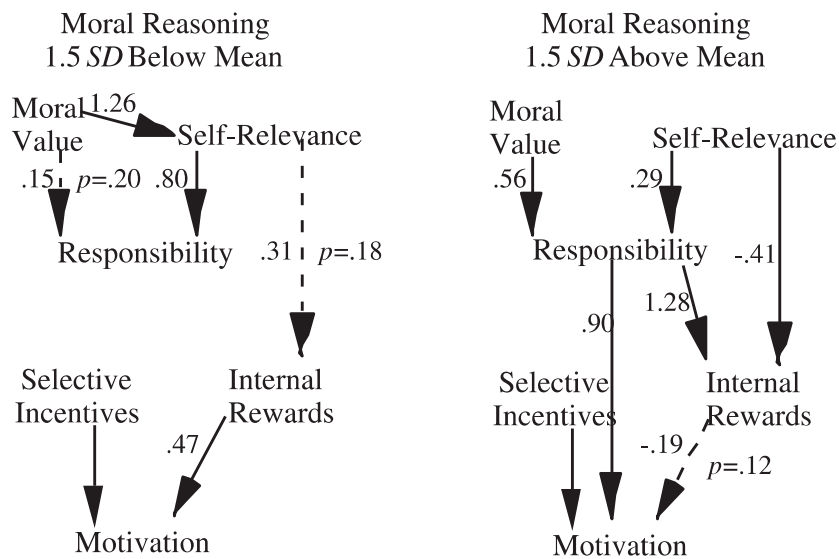 Moral Reasoning
1.5 SD Below Mean
Moral
Value
1.26
Self-Relevance
.15
p=.20
.80
Responsibility
.31
p=.18
Selective
Incentives
Internal
Rewards
.47
Motivation
Moral Reasoning
1.5 SD Above Mean
Moral
Value
Self-Relevance
.56
.29
Responsibility
-.41
1.28
.90
Selective
Incentives
Internal
Rewards
-.19
p=.12
Motivation